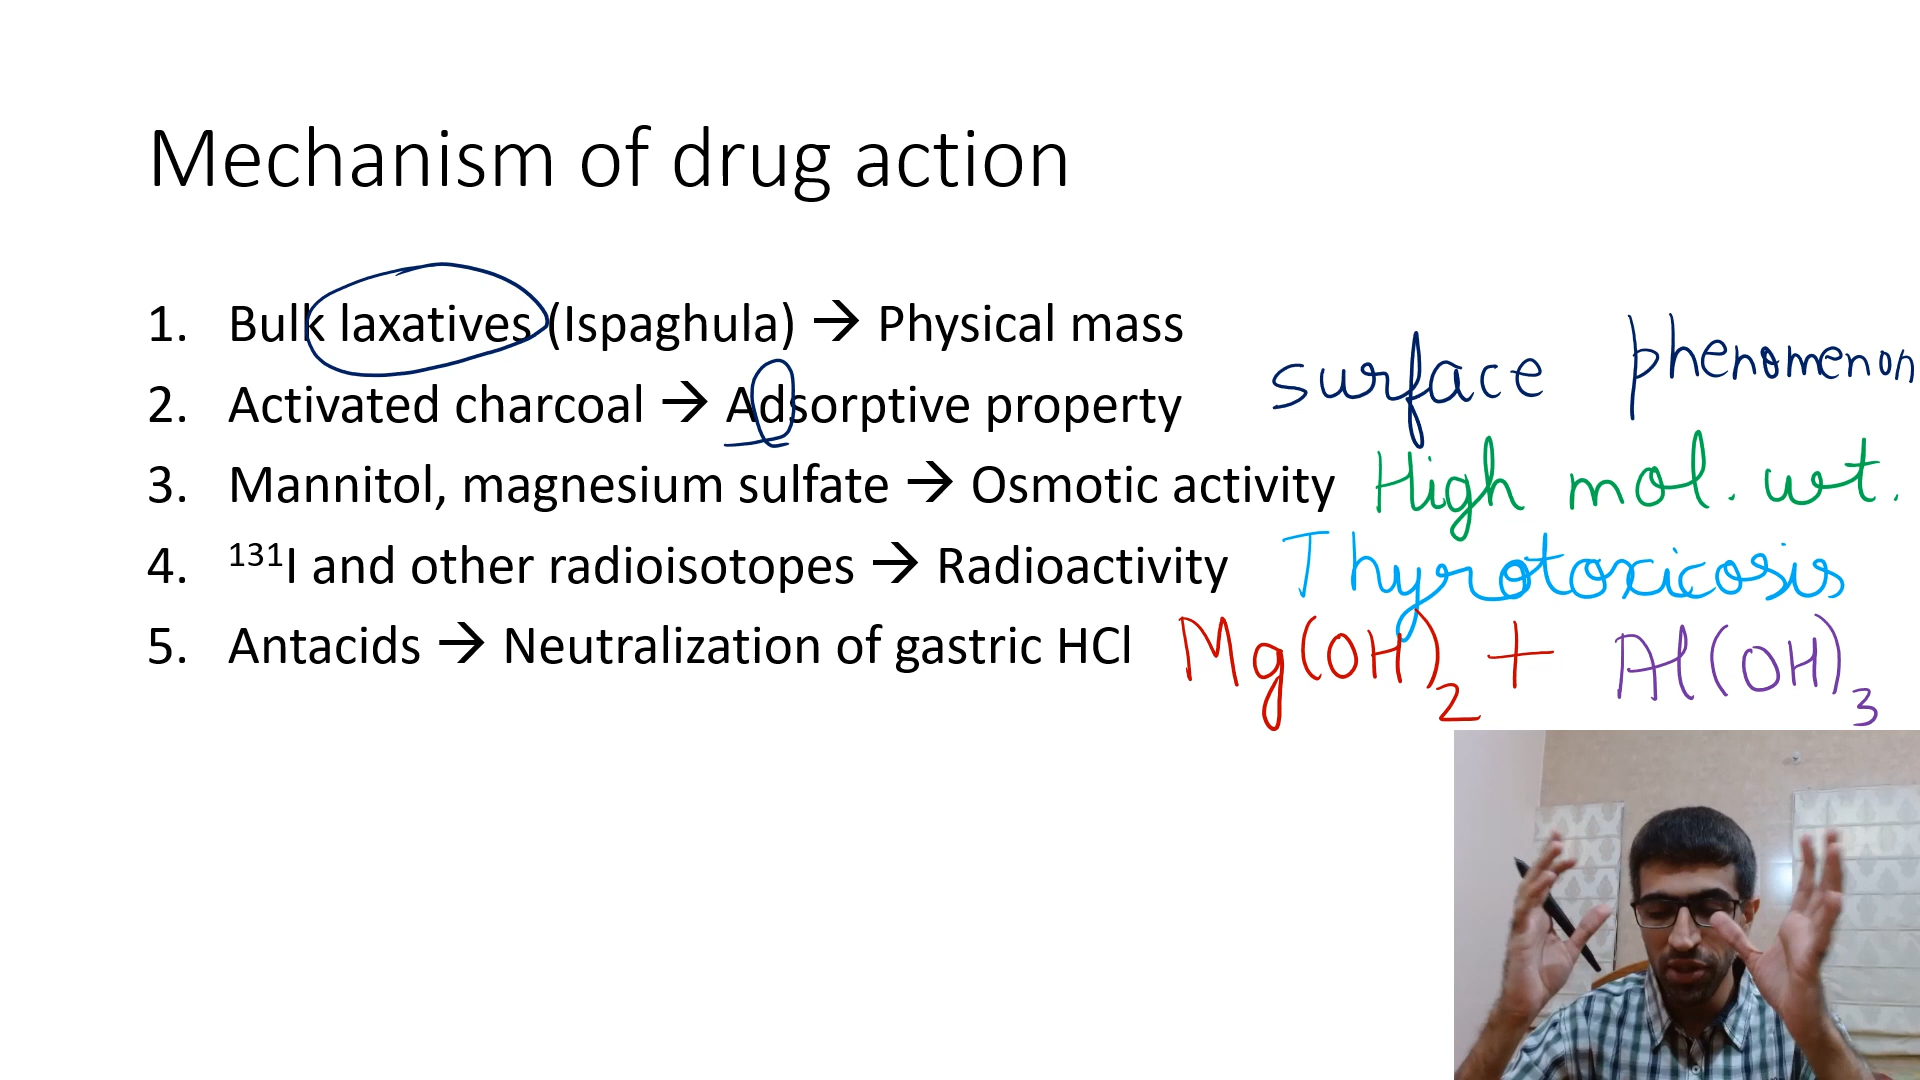 Mechanism of drug action
1. Bulk laxatives (Ispaghula) → Physical mass
2. Activated charcoal → Adsorptive property surface phenomenon
3. Mannitol, magnesium sulfate → Osmotic activity High mol. wt.
4. ¹³¹I and other radioisotopes → Radioactivity Thyrotoxicosis
5. Antacids → Neutralization of gastric HCl Mg(OH)₂ + Al(OH)₃